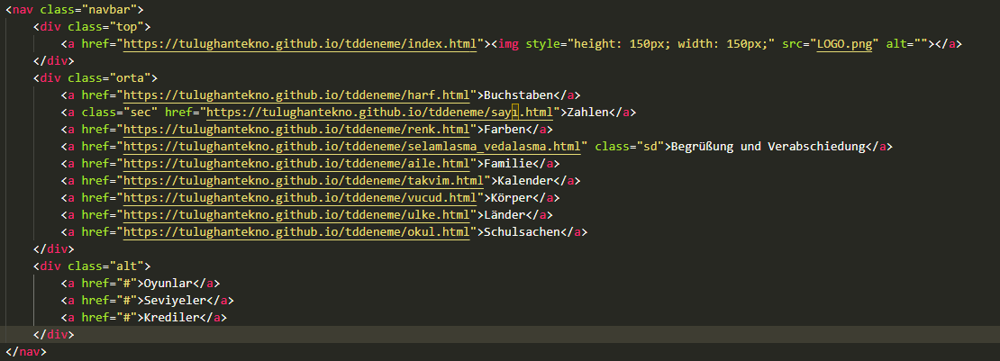 <nav class="navbar">
<div class="top">
<a href="https://tulughantekno.github.io/tddeneme/index.html"><img style="height: 150px; width: 150px;" src="LOGO.png" alt=""></a>
</div>
<div class="orta">
<a href="https://tulughantekno.github.io/tddeneme/harf.html">Buchstaben</a>
<a class="sec" href="https://tulughantekno.github.io/tddeneme/sayı.html">Zahlen</a>
<a href="https://tulughantekno.github.io/tddeneme/renk.html">Farben</a>
<a href="https://tulughantekno.github.io/tddeneme/selamlasma_vedalasma.html" class="sd">Begrüßung und Verabschiedung</a>
<a href="https://tulughantekno.github.io/tddeneme/aile.html">Familie</a>
<a href="https://tulughantekno.github.io/tddeneme/takvim.html">Kalender</a>
<a href="https://tulughantekno.github.io/tddeneme/vucud.html">Körper</a>
<a href="https://tulughantekno.github.io/tddeneme/ulke.html">Länder</a>
<a href="https://tulughantekno.github.io/tddeneme/okul.html">Schulsachen</a>
</div>
<div class="alt">
<a href="#">Oyunlar</a>
<a href="#">Seviyeler</a>
<a href="#">Krediler</a>
</div>
</nav>